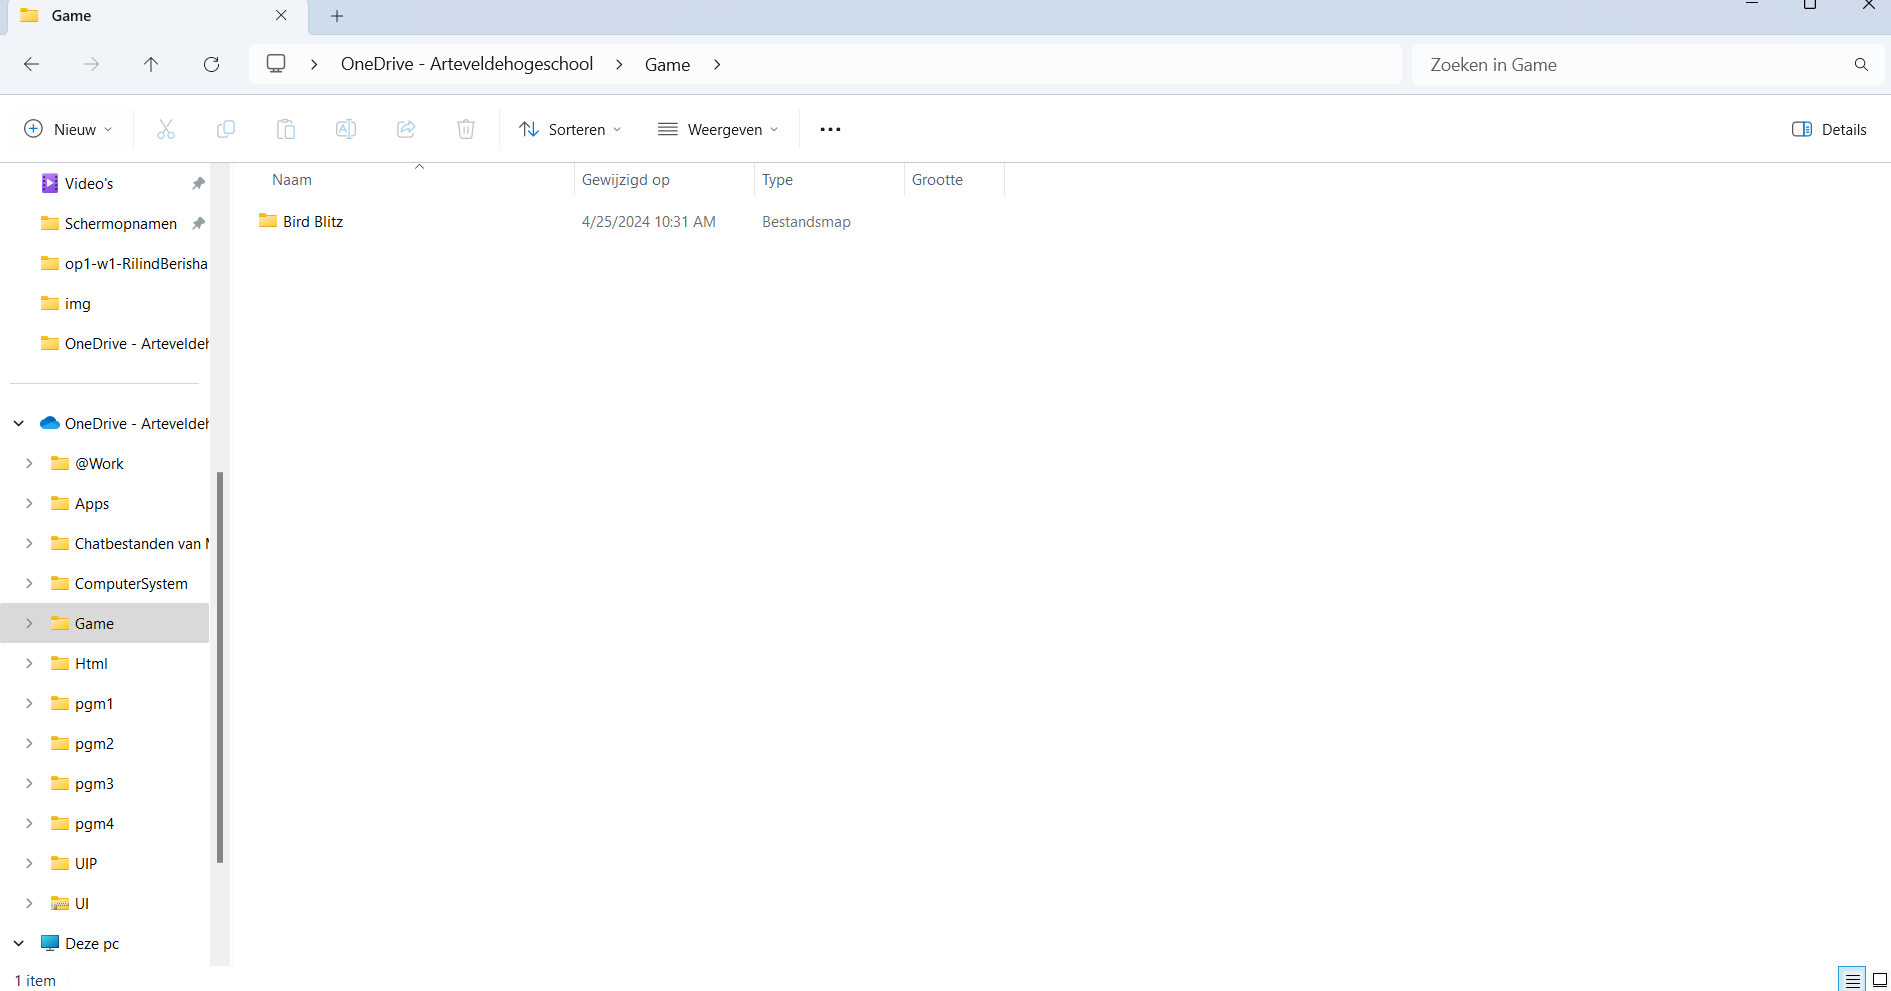 Game
OneDrive - Arteveldehogeschool
Game
Zoeken in Game
Nieuw
Sorteren
Weergeven
Details
Video's
Schermopnamen
op1-w1-RilindBerisha
img
OneDrive - Artevelde
OneDrive - Artevelde
@Work
Apps
Chatbestanden van
ComputerSystem
Game
Html
pgm1
pgm2
pgm3
pgm4
UIP
UI
Deze pc
Naam Gewijzigd op Type Grootte
Bird Blitz 4/25/2024 10:31 AM Bestandsmap
1 item